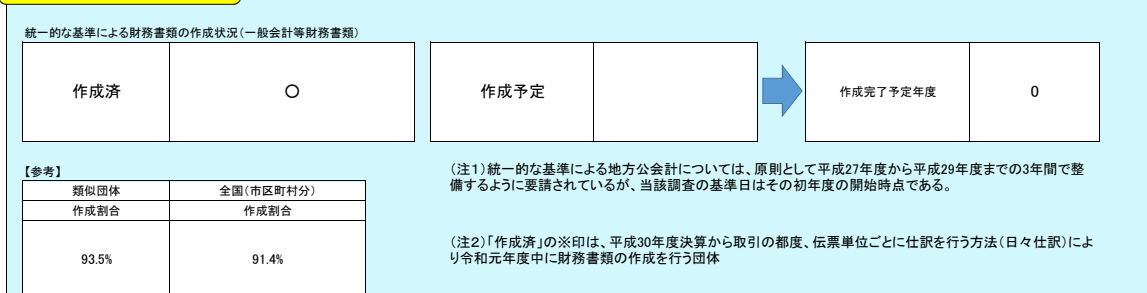 統一的な基準による財務書類の作成状況（一般会計等財務書類）
作成済
〇
作成予定
作成完了予定年度
0
【参考】
類似団体
全国（市区町村分）
作成割合
作成割合
93.5%
91.4%
（注１）統一的な基準による地方公会計については、原則として平成27年度から平成29年度までの3年間で整
備するように要請されているが、当該調査の基準日はその初年度の開始時点である。
（注２）「作成済」の※印は、平成30年度決算から取引の都度、伝票単位ごとに仕訳を行う方法（日々仕訳）によ
り令和元年度中に財務書類の作成を行う団体